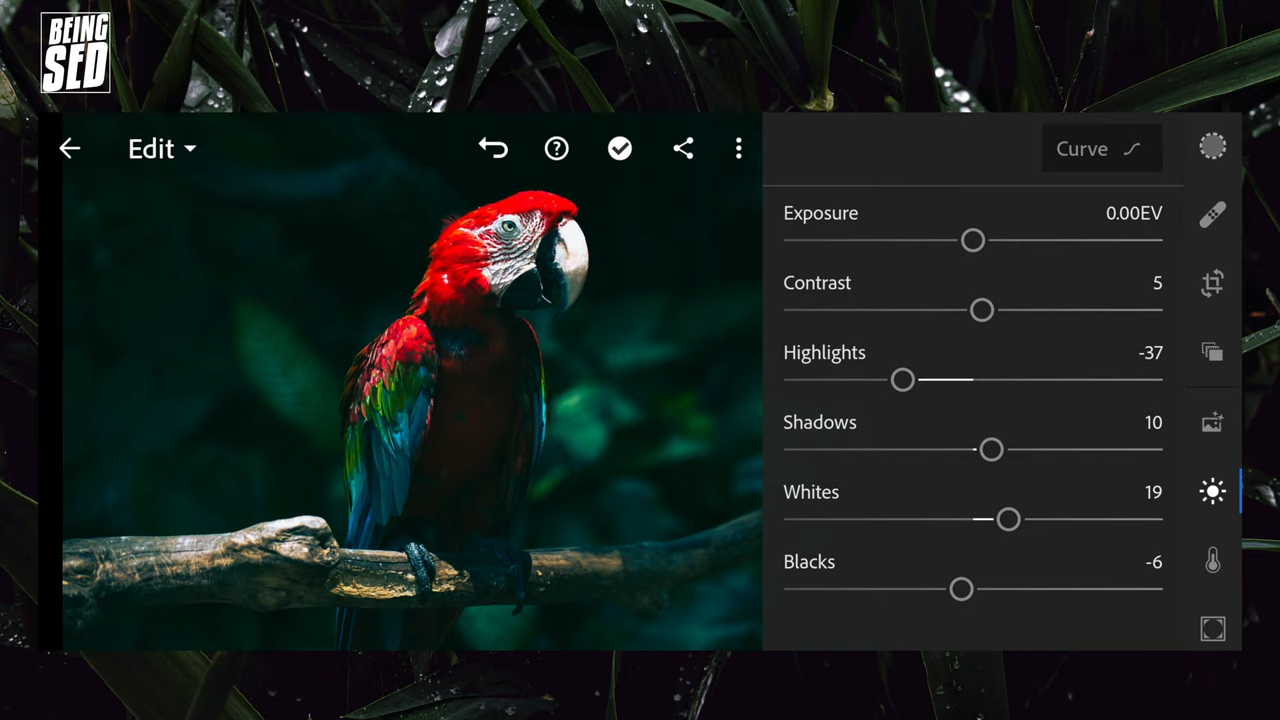 BEING
SED
Edit
Curve
Exposure 0.00EV
Contrast 5
Highlights -37
Shadows 10
Whites 19
Blacks -6